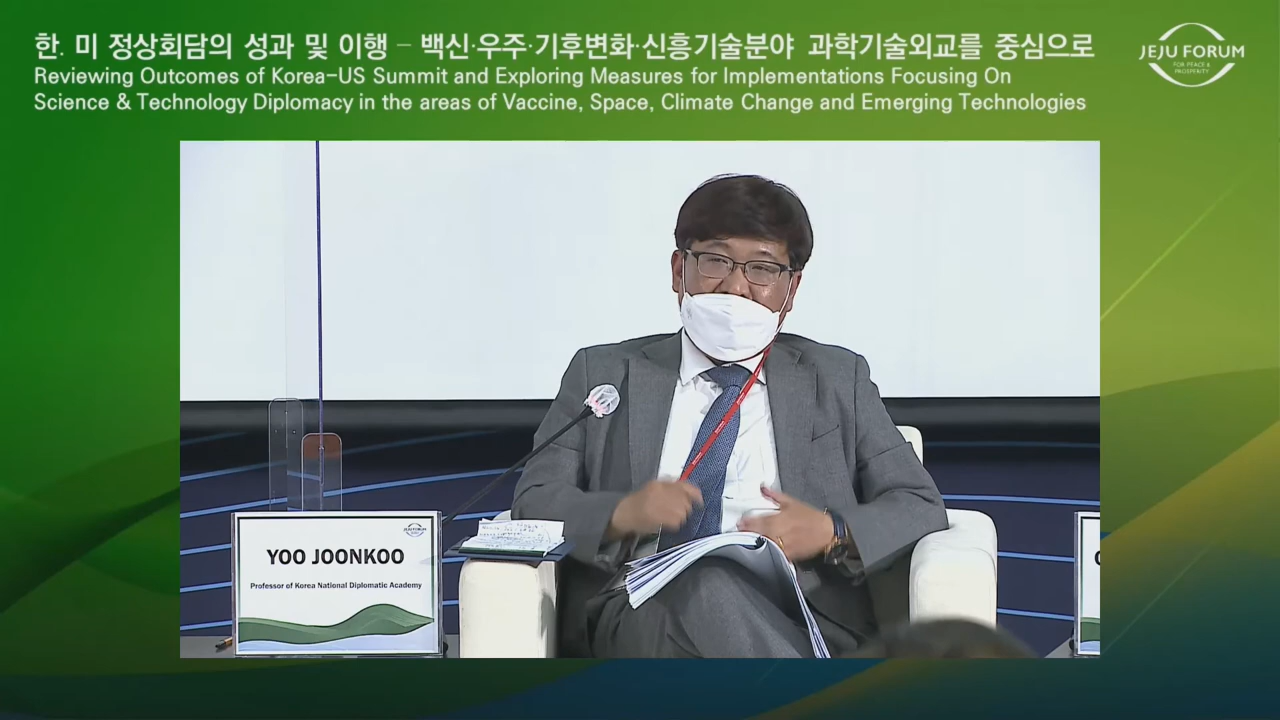 한. 미 정상회담의 성과 및 이행 – 백신·우주·기후변화·신흥기술분야 과학기술외교를 중심으로
Reviewing Outcomes of Korea-US Summit and Exploring Measures for Implementations Focusing On
Science & Technology Diplomacy in the areas of Vaccine, Space, Climate Change and Emerging Technologies
JEJU FORUM
FOR PEACE &
PROSPERITY
JEJU FORUM
YOO JOONKOO
Professor of Korea National Diplomatic Academy